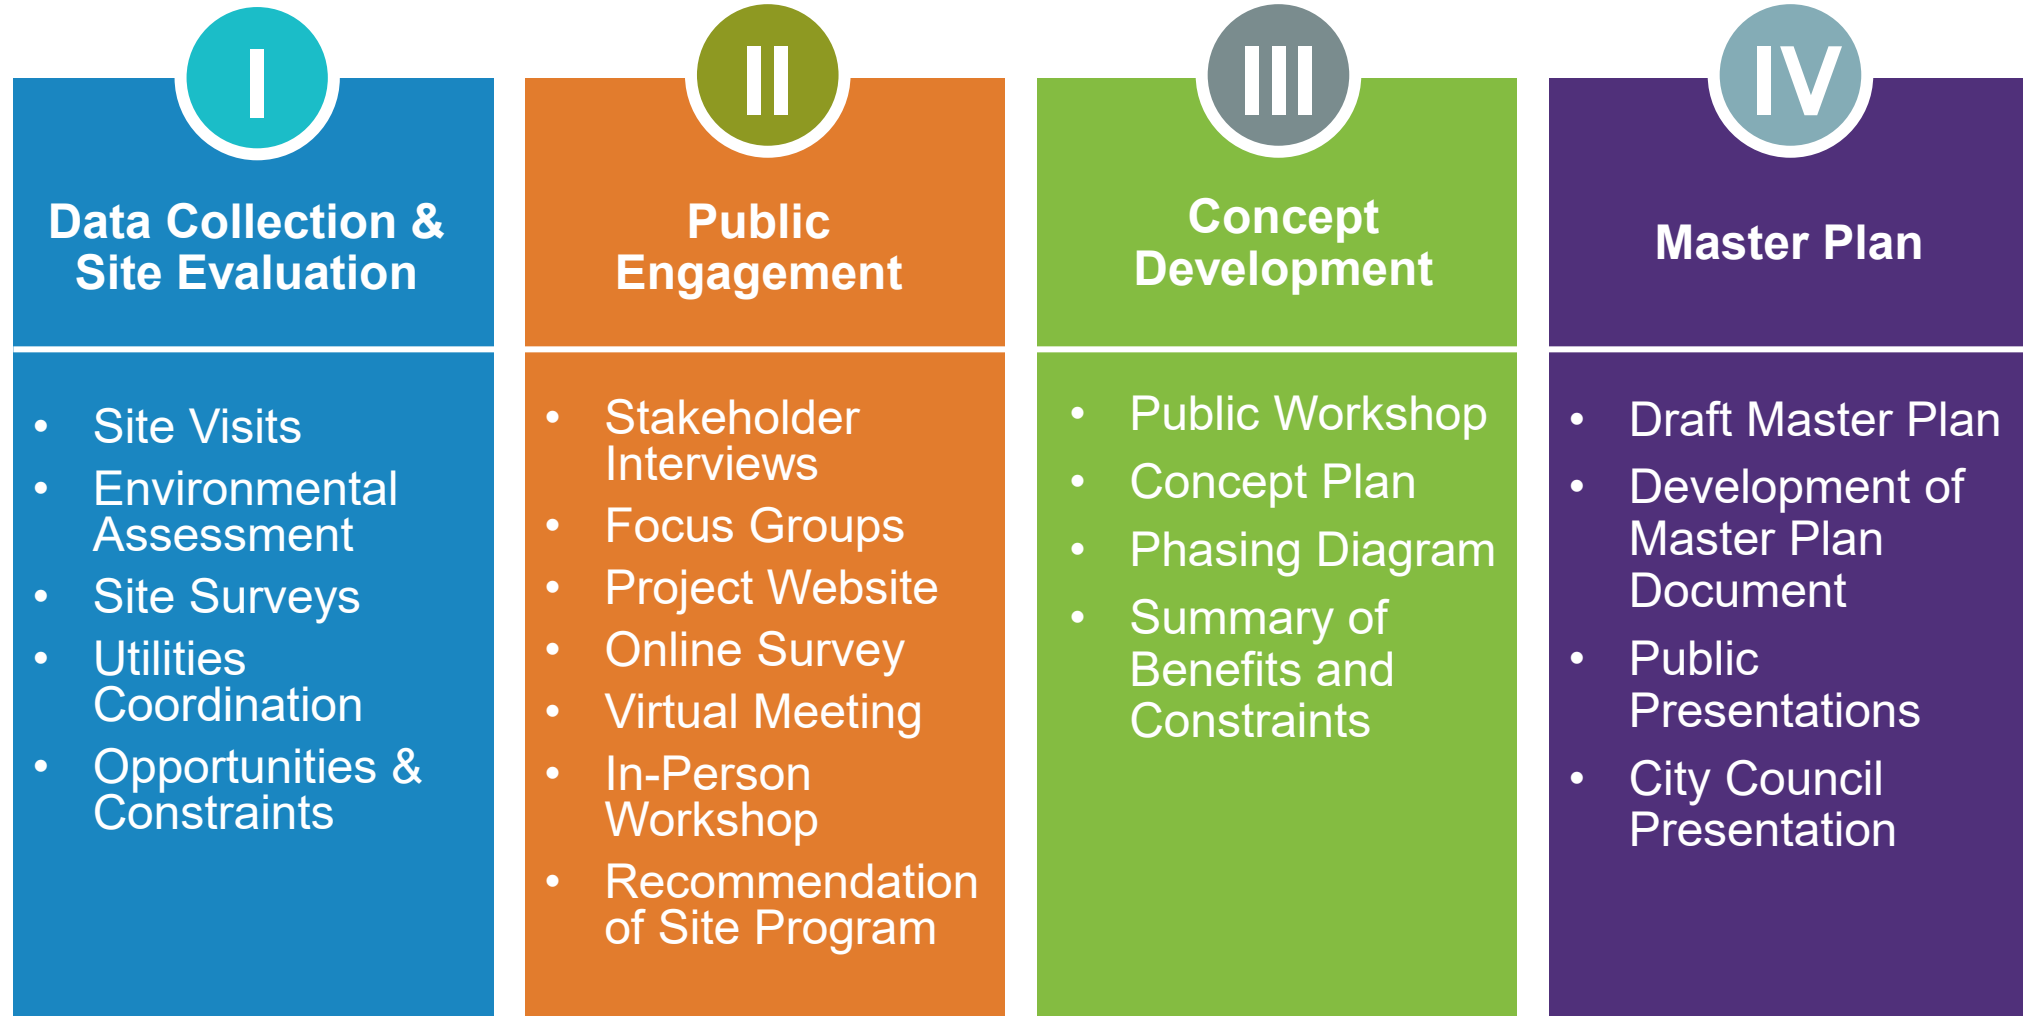 I
Data Collection &
Site Evaluation
• Site Visits
• Environmental
Assessment
• Site Surveys
• Utilities
Coordination
• Opportunities &
Constraints
II
Public
Engagement
• Stakeholder
Interviews
• Focus Groups
• Project Website
• Online Survey
• Virtual Meeting
• In-Person
Workshop
• Recommendation
of Site Program
III
Concept
Development
• Public Workshop
• Concept Plan
• Phasing Diagram
• Summary of
Benefits and
Constraints
IV
Master Plan
• Draft Master Plan
• Development of
Master Plan
Document
• Public
Presentations
• City Council
Presentation